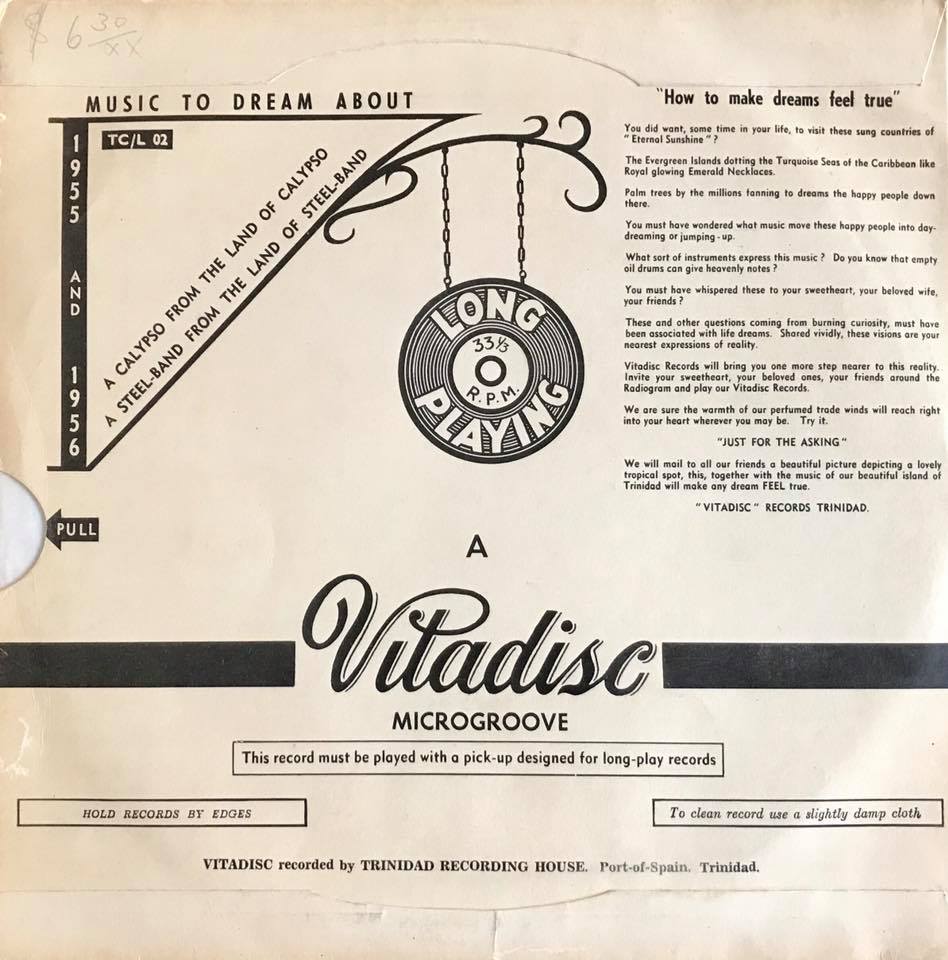 $ 6 30/xx
MUSIC TO DREAM ABOUT
1955 AND 1956
TC/L 02
A CALYPSO FROM THE LAND OF CALYPSO
A STEEL-BAND FROM THE LAND OF STEEL-BAND
LONG
33⅓
R.P.M.
PLAYING
"How to make dreams feel true"
You did want, some time in your life, to visit these sung countries of
"Eternal Sunshine"?
The Evergreen Islands dotting the Turquoise Seas of the Caribbean like
Royal glowing Emerald Necklaces.
Palm trees by the millions fanning to dreams the happy people down
there.
You must have wondered what music move these happy people into day-
dreaming or jumping-up.
What sort of instruments express this music? Do you know that empty
oil drums can give heavenly notes?
You must have whispered these to your sweetheart, your beloved wife,
your friends?
These and other questions coming from burning curiosity, must have
been associated with life dreams. Shared vividly, these visions are your
nearest expressions of reality.
Vitadisc Records will bring you one more step nearer to this reality.
Invite your sweetheart, your beloved ones, your friends around the
Radiogram and play our Vitadisc Records.
We are sure the warmth of our perfumed trade winds will reach right
into your heart wherever you may be. Try it.
"JUST FOR THE ASKING"
We will mail to all our friends a beautiful picture depicting a lovely
tropical spot, this, together with the music of our beautiful island of
Trinidad will make any dream FEEL true.
"VITADISC" RECORDS TRINIDAD.
PULL
A
Vitadisc
MICROGROOVE
This record must be played with a pick-up designed for long-play records
HOLD RECORDS BY EDGES
To clean record use a slightly damp cloth
VITADISC recorded by TRINIDAD RECORDING HOUSE. Port-of-Spain. Trinidad.